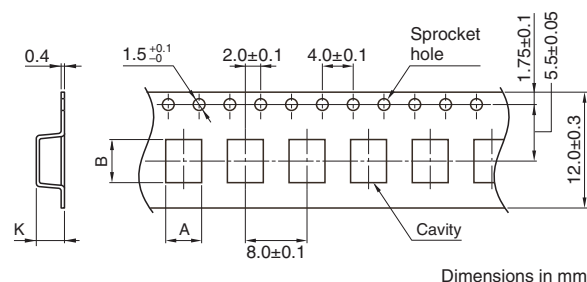 0.4
1.5 +0.1 −0
2.0±0.1
4.0±0.1
Sprocket
hole
1.75±0.1
5.5±0.05
12.0±0.3
B
K
A
8.0±0.1
Cavity
Dimensions in mm